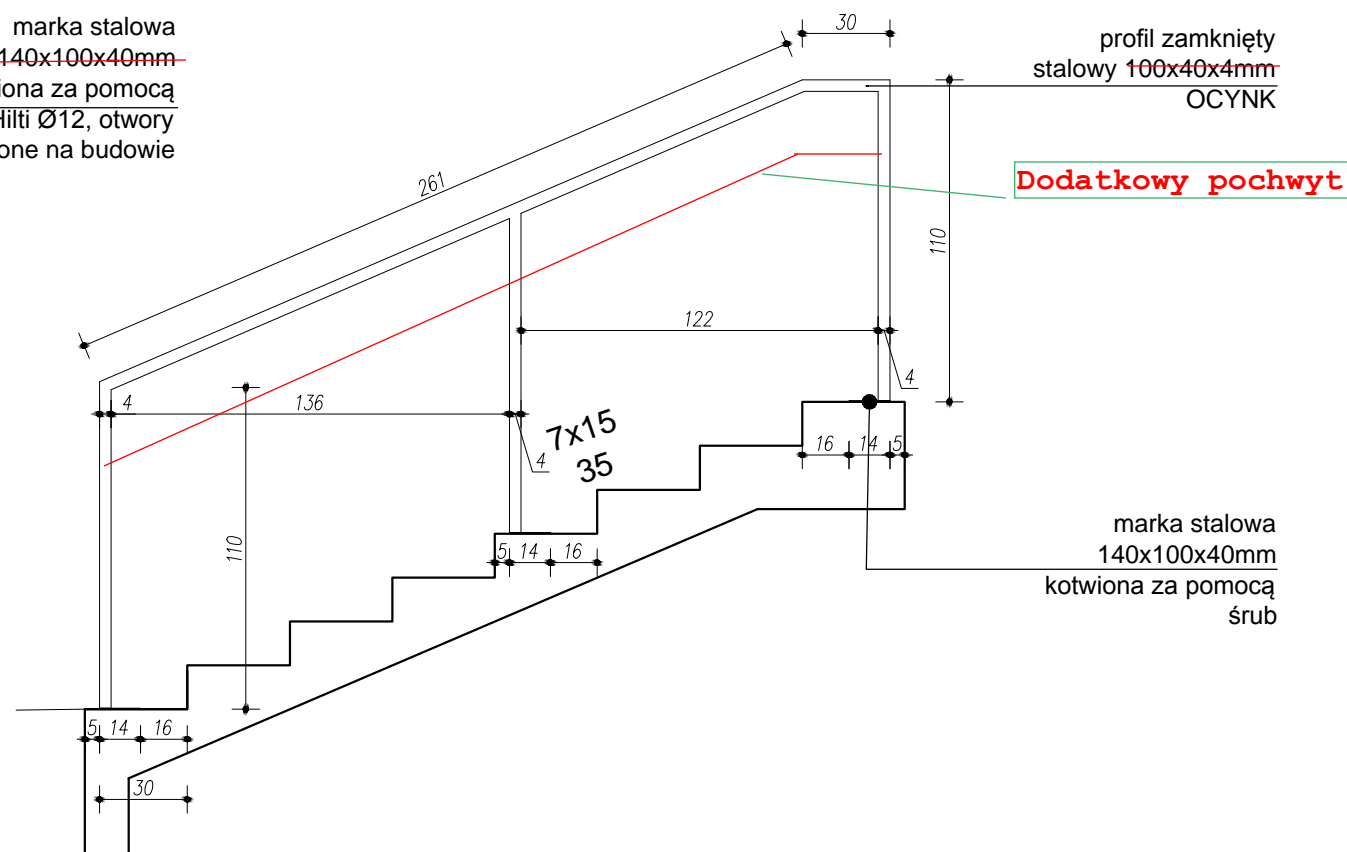 marka stalowa
140x100x40mm
za pomocą
Hilti Ø12, otwory
na budowie
30
profil zamknięty
stalowy 100x40x4mm
OCYNK
261
Dodatkowy pochwyt
110
122
4
4
136
7x15
35
4
16 14 5
110
5 14 16
marka stalowa
140x100x40mm
kotwiona za pomocą
śrub
5 14 16
30